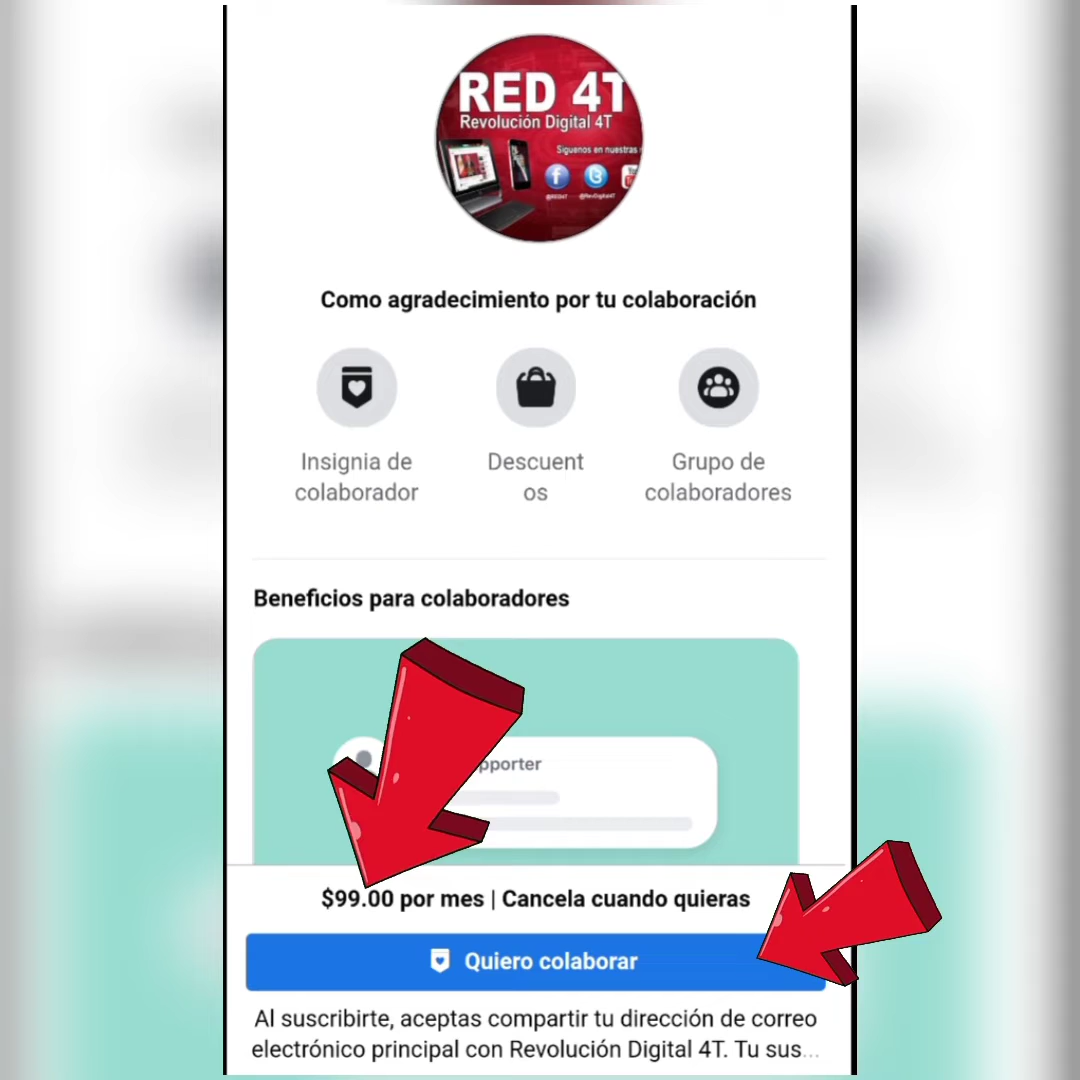 RED 4T
Revolución Digital 4T
Siguenos en nuestras
Como agradecimiento por tu colaboración
Insignia de
colaborador
Descuent
os
Grupo de
colaboradores
Beneficios para colaboradores
pporter
$99.00 por mes | Cancela cuando quieras
Quiero colaborar
Al suscribirte, aceptas compartir tu dirección de correo
electrónico principal con Revolución Digital 4T. Tu sus...